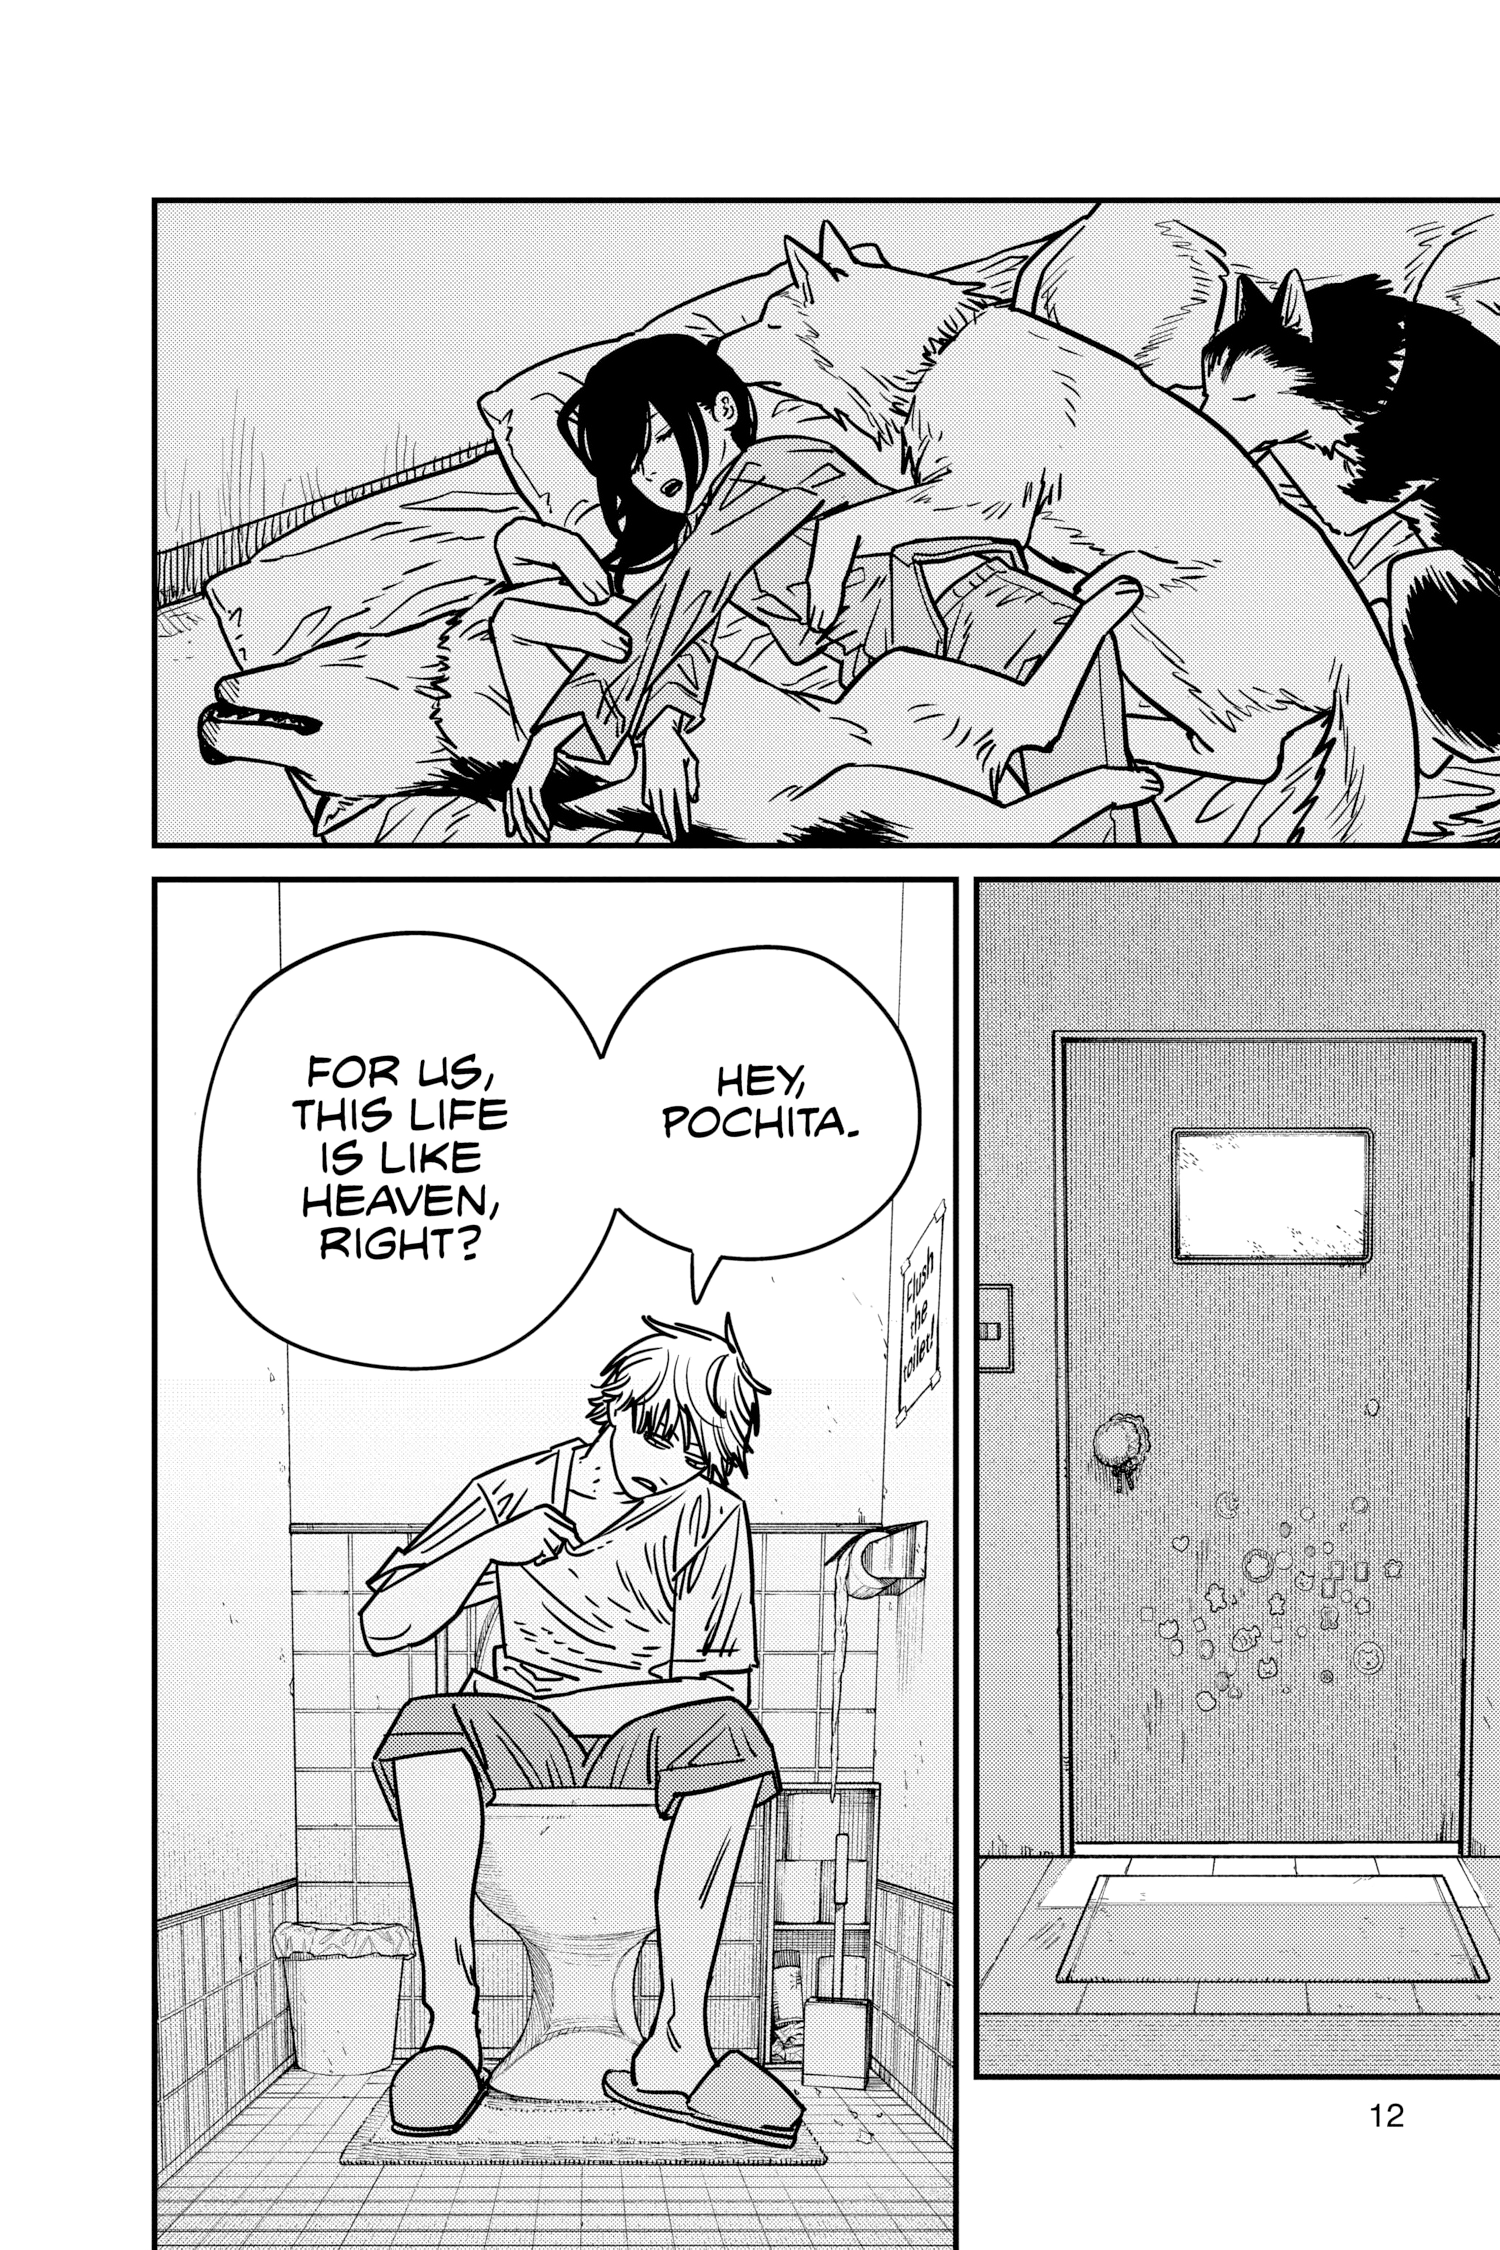 HEY,
POCHITA.
FOR US,
THIS LIFE
IS LIKE
HEAVEN,
RIGHT?
Flush
the
toilet!
12